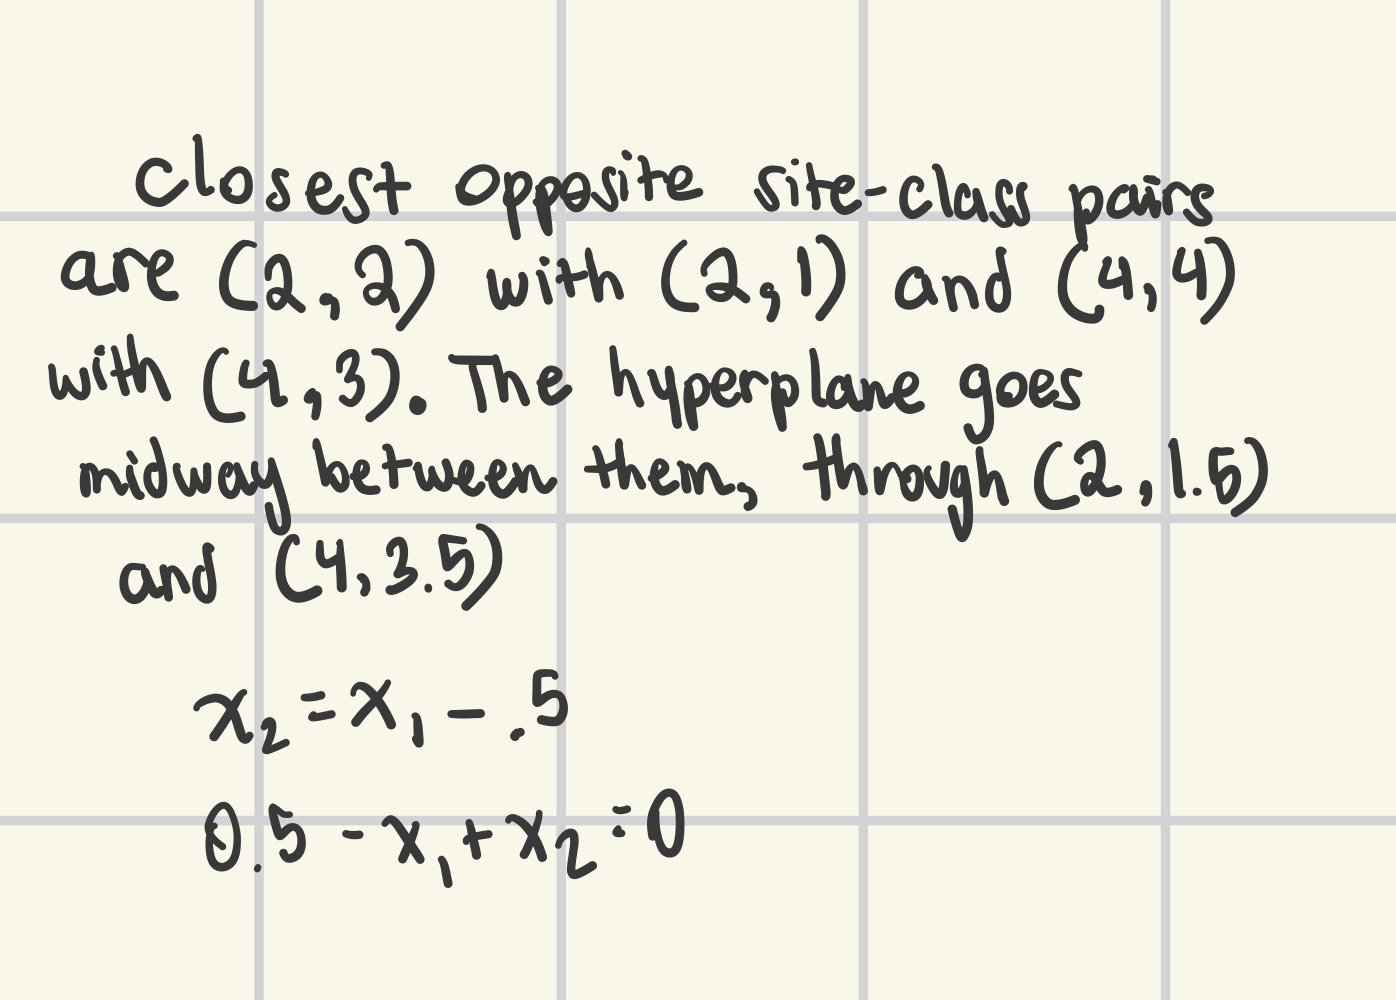 closest opposite site-class pairs
are (2,2) with (2,1) and (4,4)
with (4,3). The hyperplane goes
midway between them, through (2,1.5)
and (4,3.5)
x₂ = x₁ - .5
0.5 - x₁ + x₂ = 0